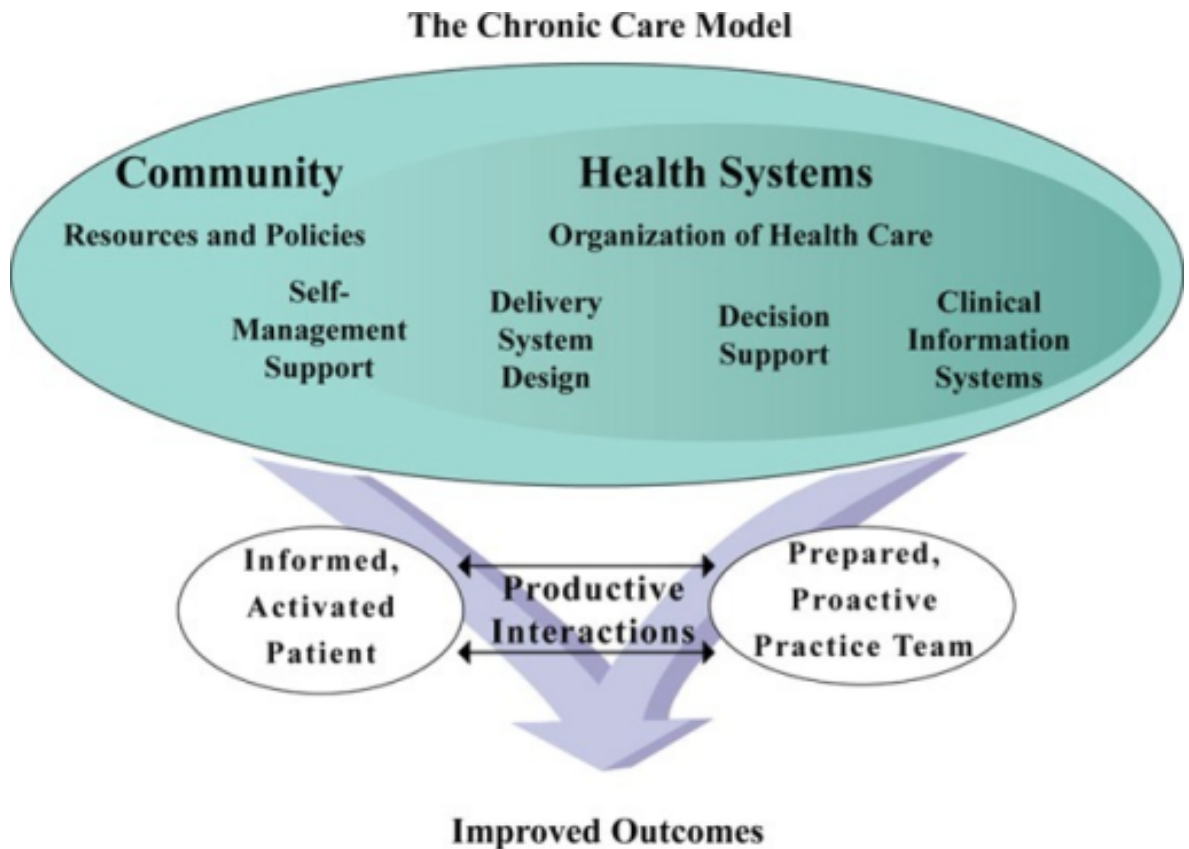 The Chronic Care Model
Community
Health Systems
Resources and Policies
Organization of Health Care
Self-
Management
Support
Delivery
System
Design
Decision
Support
Clinical
Information
Systems
Informed,
Activated
Patient
Productive
Interactions
Prepared,
Proactive
Practice Team
Improved Outcomes